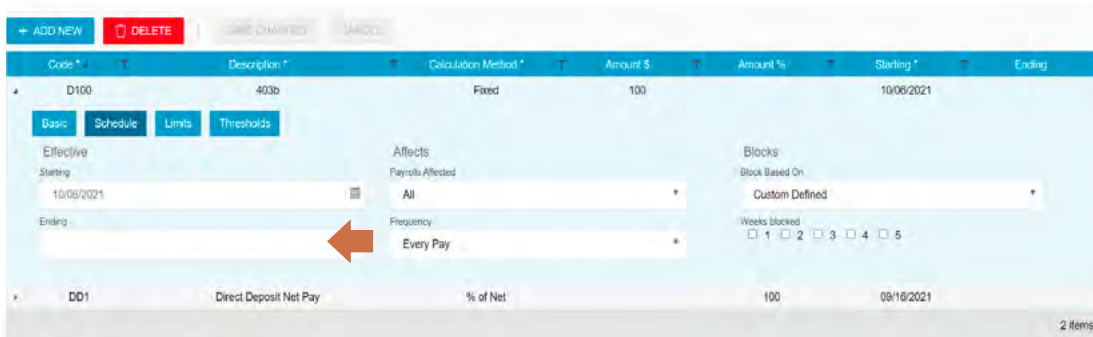 + ADD NEW DELETE SAVE CHANGES CANCEL
Code * Description * Calculation Method * Amount $ Amount % Starting * Ending
D100 403b Fixed 100 10/06/2021
Basic Schedule Limits Thresholds
Effective Affects Blocks
Starting Payrolls Affected Block Based On
10/06/2021 All Custom Defined
Ending Frequency Weeks blocked
Every Pay 1 2 3 4 5
DD1 Direct Deposit Net Pay % of Net 100 09/16/2021
2 items